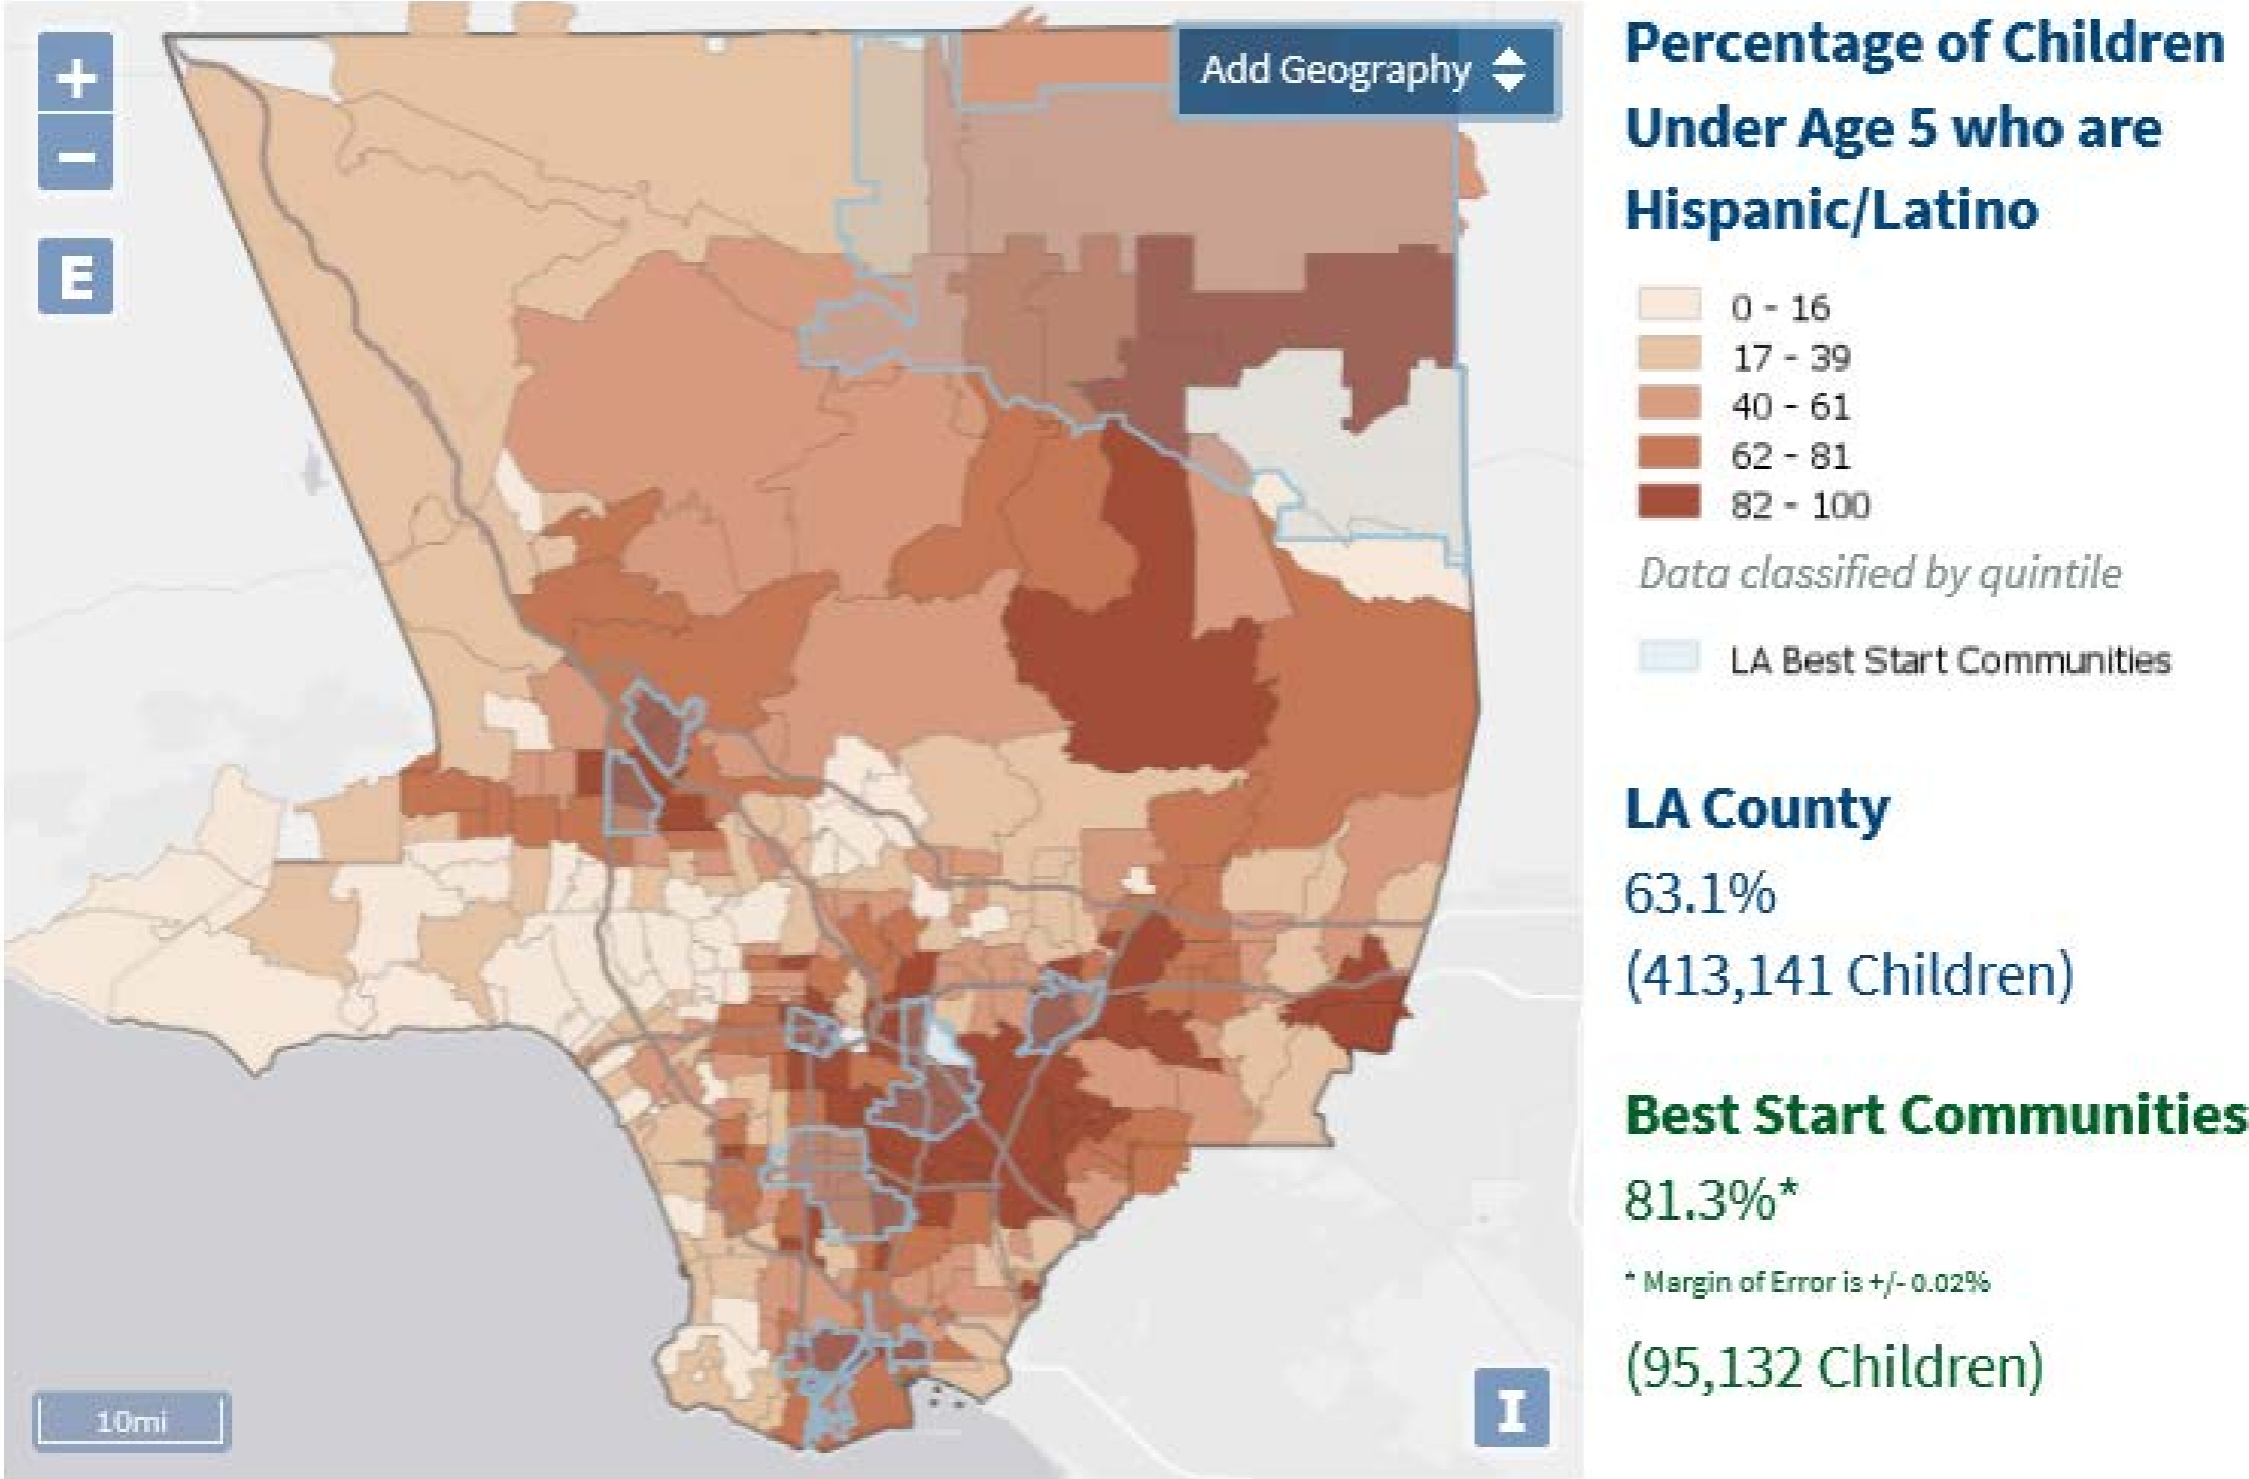 +
−
E
Add Geography
10mi
I
Percentage of Children
Under Age 5 who are
Hispanic/Latino
0 - 16
17 - 39
40 - 61
62 - 81
82 - 100
Data classified by quintile
LA Best Start Communities
LA County
63.1%
(413,141 Children)
Best Start Communities
81.3%*
* Margin of Error is +/- 0.02%
(95,132 Children)